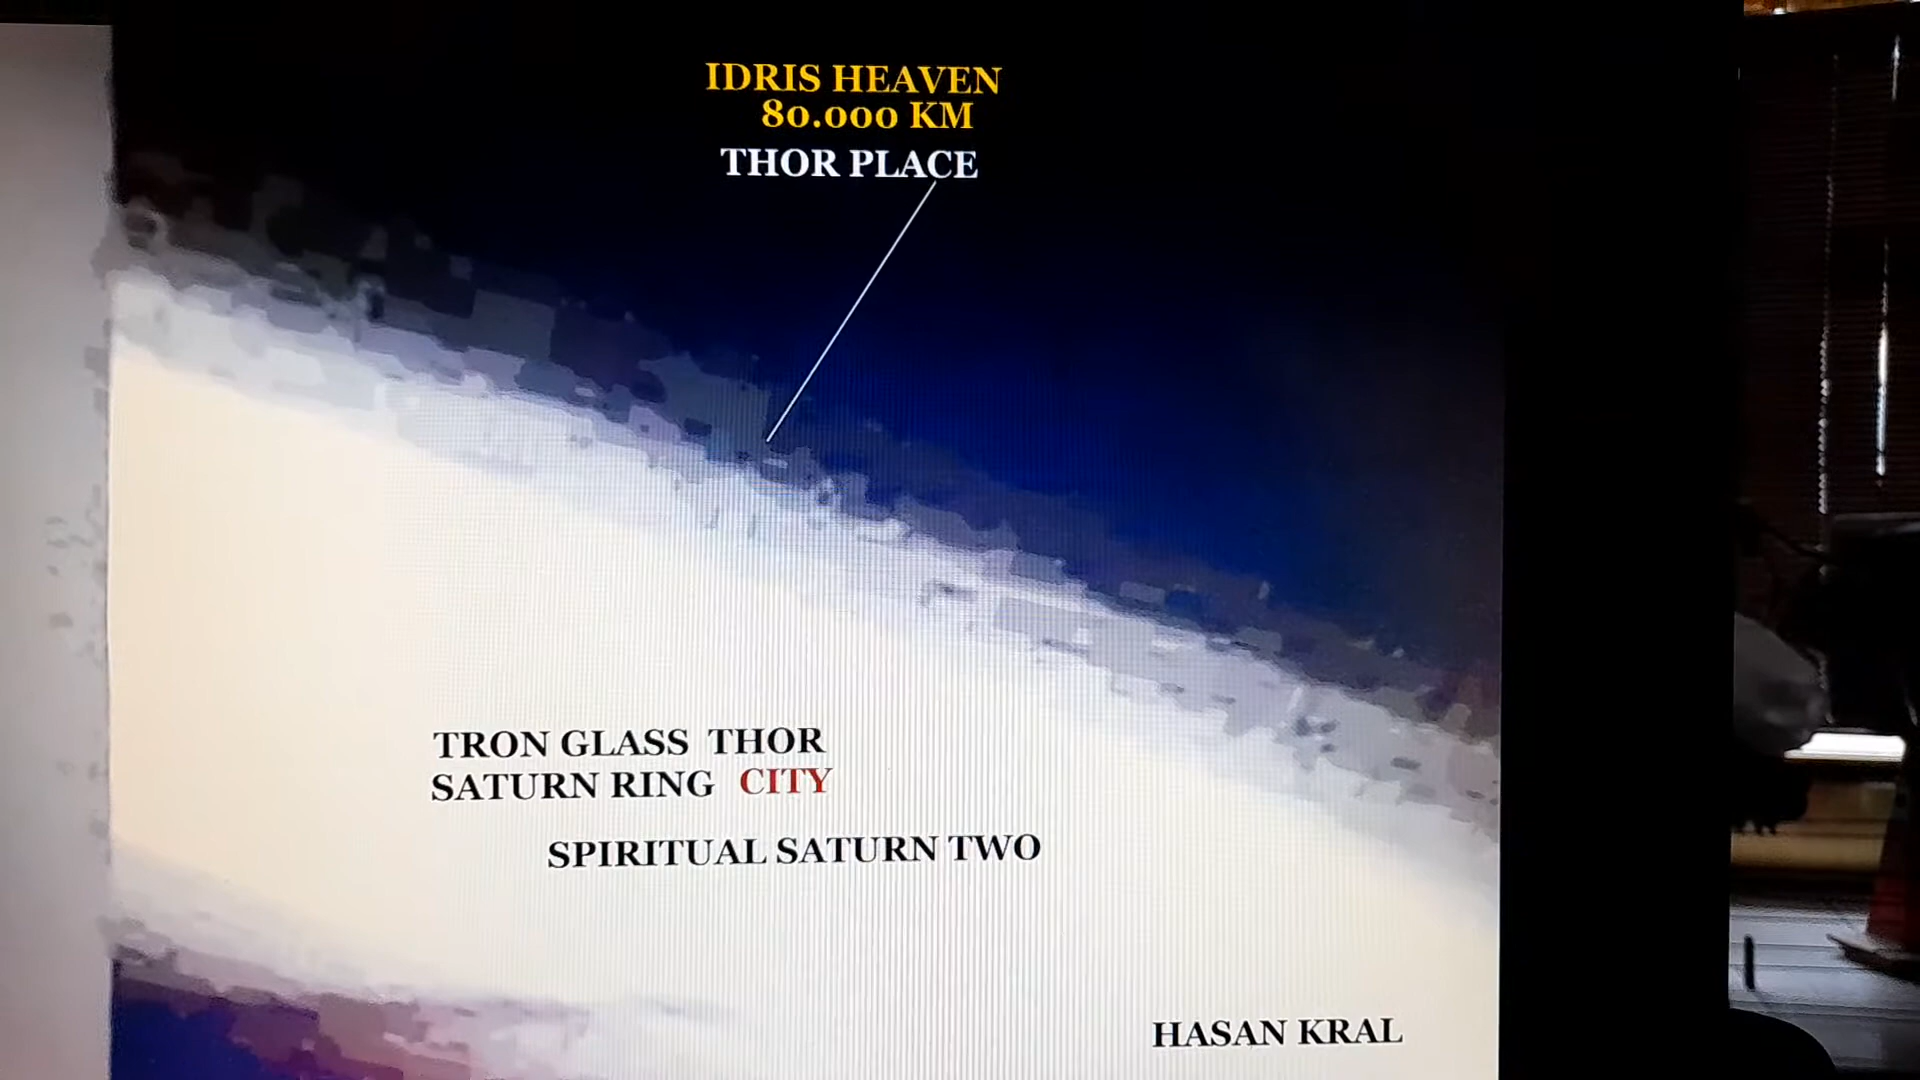 IDRIS HEAVEN
80.000 KM
THOR PLACE
TRON GLASS THOR
SATURN RING CITY
SPIRITUAL SATURN TWO
HASAN KRAL